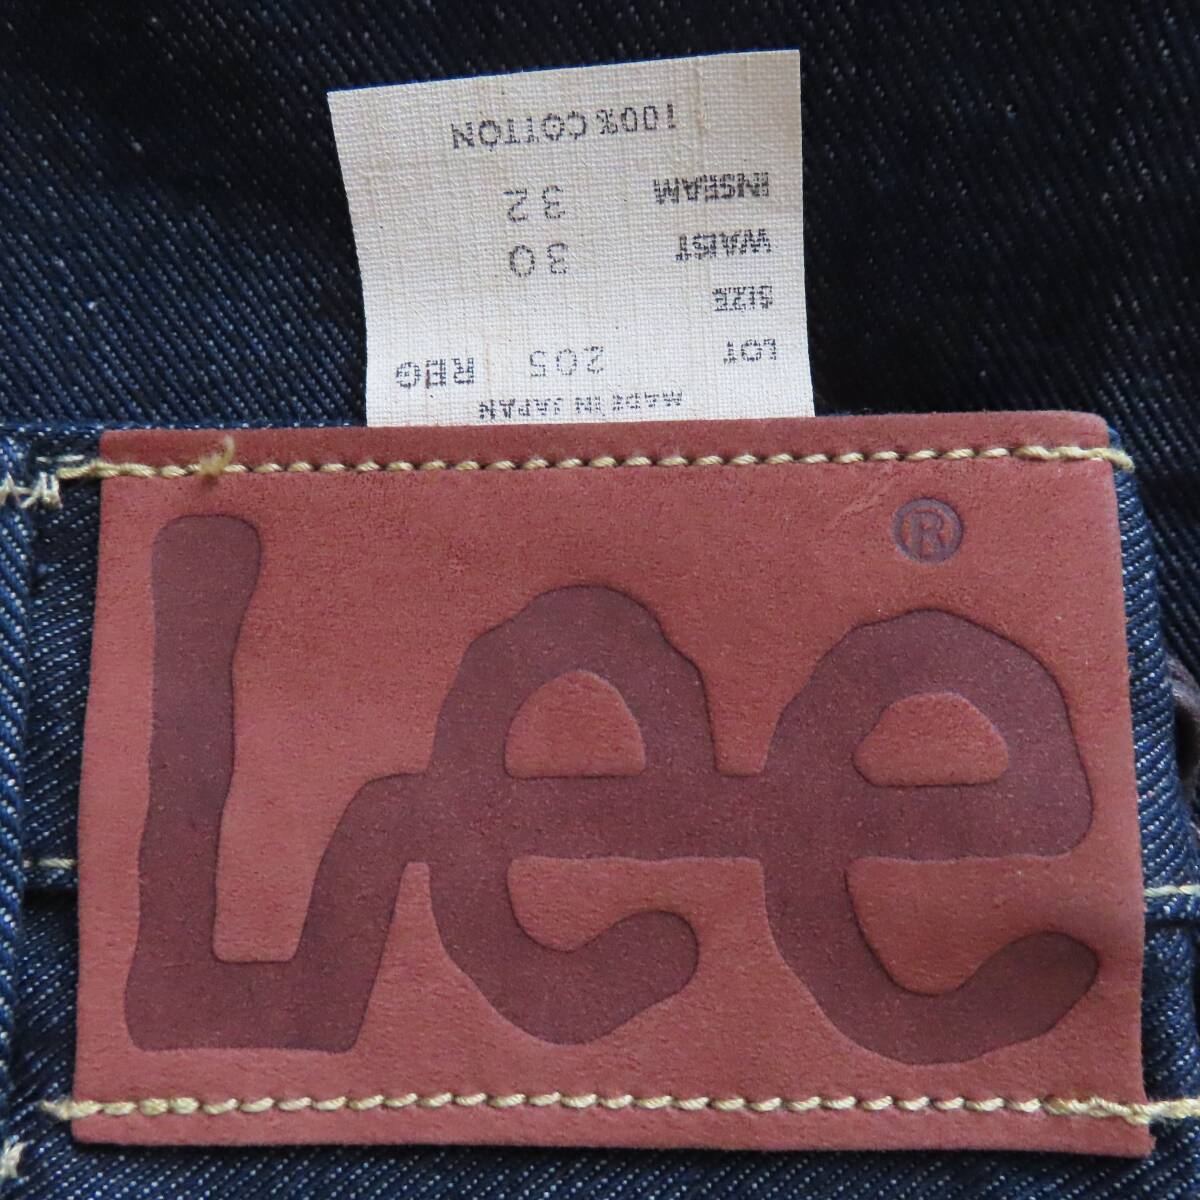 MADE IN JAPAN
LOT 205 REG
SIZE
WAIST 30
INSEAM 32
100% COTTON
Lee ®